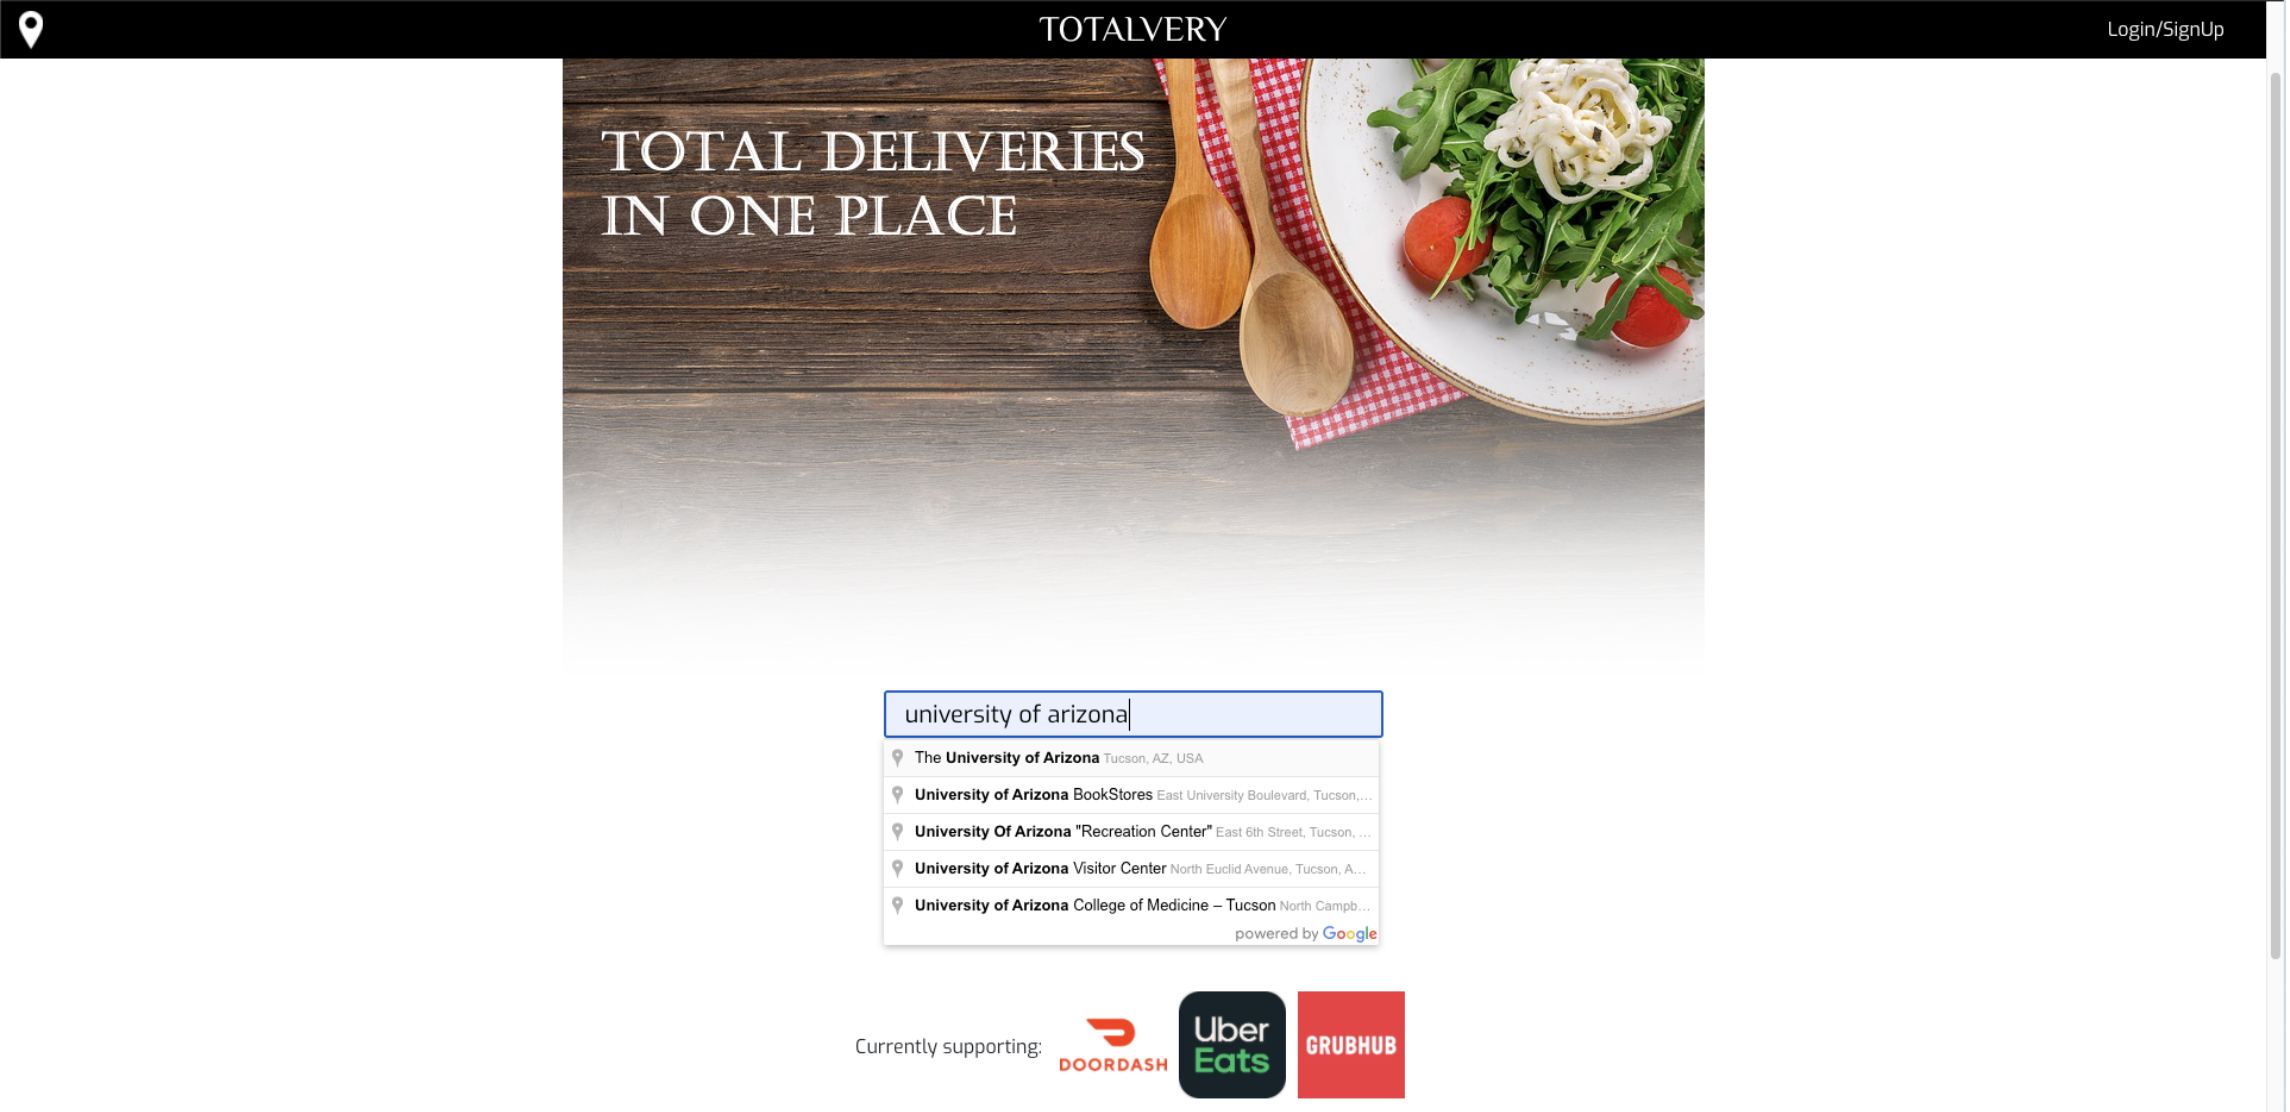 TOTALVERY
Login/SignUp
TOTAL DELIVERIES
IN ONE PLACE
university of arizona
The University of Arizona Tucson, AZ, USA
University of Arizona BookStores East University Boulevard, Tucson,...
University Of Arizona "Recreation Center" East 6th Street, Tucson, ...
University of Arizona Visitor Center North Euclid Avenue, Tucson, A...
University of Arizona College of Medicine – Tucson North Campb...
powered by Google
Currently supporting:
DOORDASH
Uber
Eats
GRUBHUB